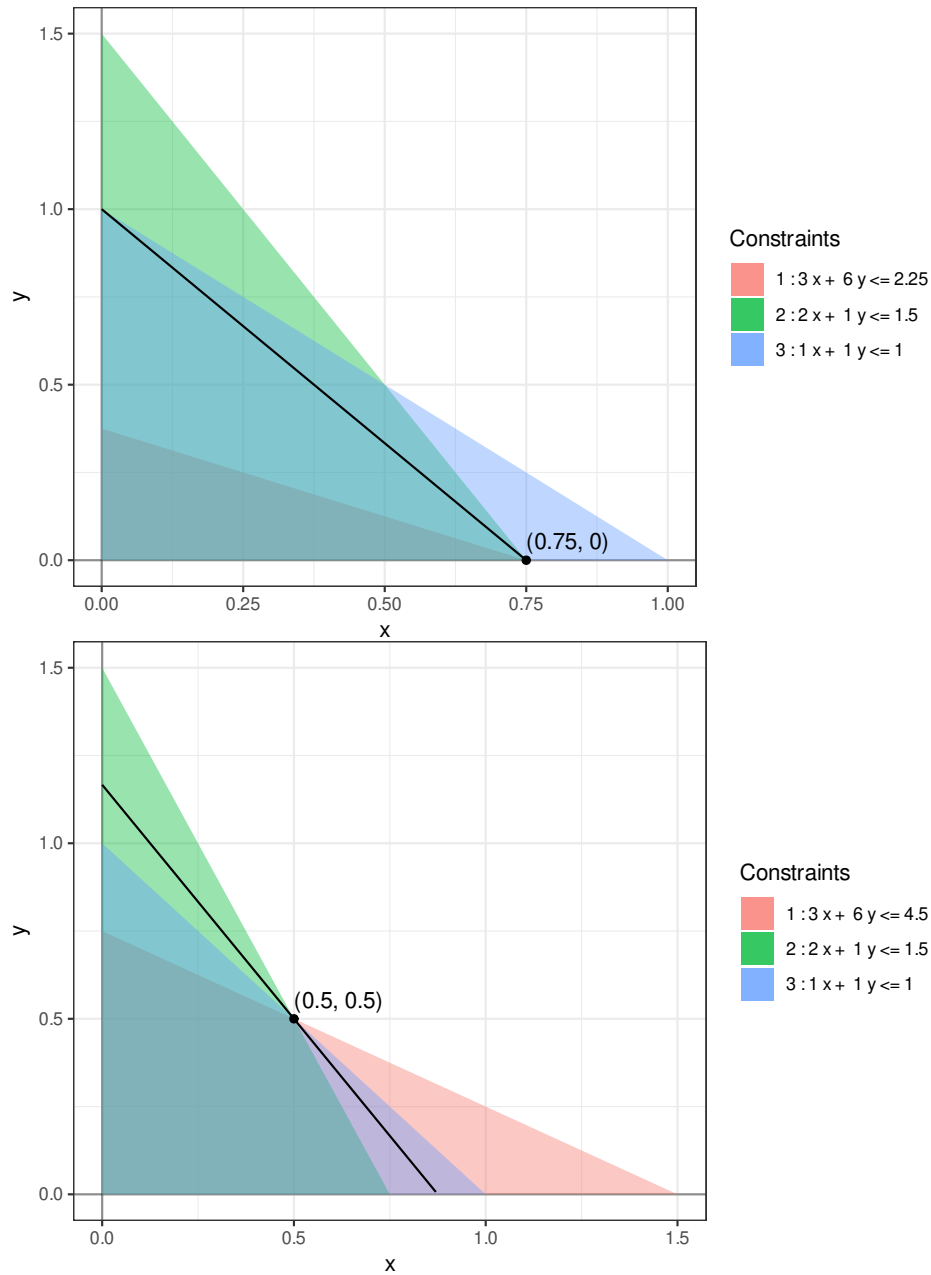 1.5
1.0
0.5
0.0
y
(0.75, 0)
0.00 0.25 0.50 0.75 1.00
x
Constraints
1 : 3 x + 6 y <= 2.25
2 : 2 x + 1 y <= 1.5
3 : 1 x + 1 y <= 1
1.5
1.0
0.5
0.0
y
(0.5, 0.5)
0.0 0.5 1.0 1.5
x
Constraints
1 : 3 x + 6 y <= 4.5
2 : 2 x + 1 y <= 1.5
3 : 1 x + 1 y <= 1